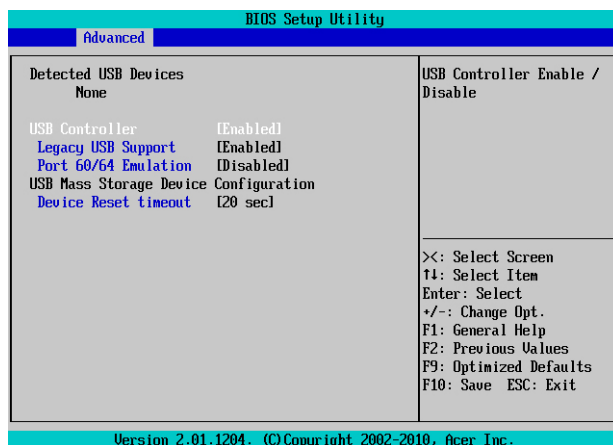 BIOS Setup Utility
Advanced
Detected USB Devices
None
USB Controller [Enabled]
Legacy USB Support [Enabled]
Port 60/64 Emulation [Disabled]
USB Mass Storage Device Configuration
Device Reset timeout [20 sec]
USB Controller Enable /
Disable
><: Select Screen
↑↓: Select Item
Enter: Select
+/-: Change Opt.
F1: General Help
F2: Previous Values
F9: Optimized Defaults
F10: Save ESC: Exit
Version 2.01.1204. (C)Copyright 2002-2010, Acer Inc.